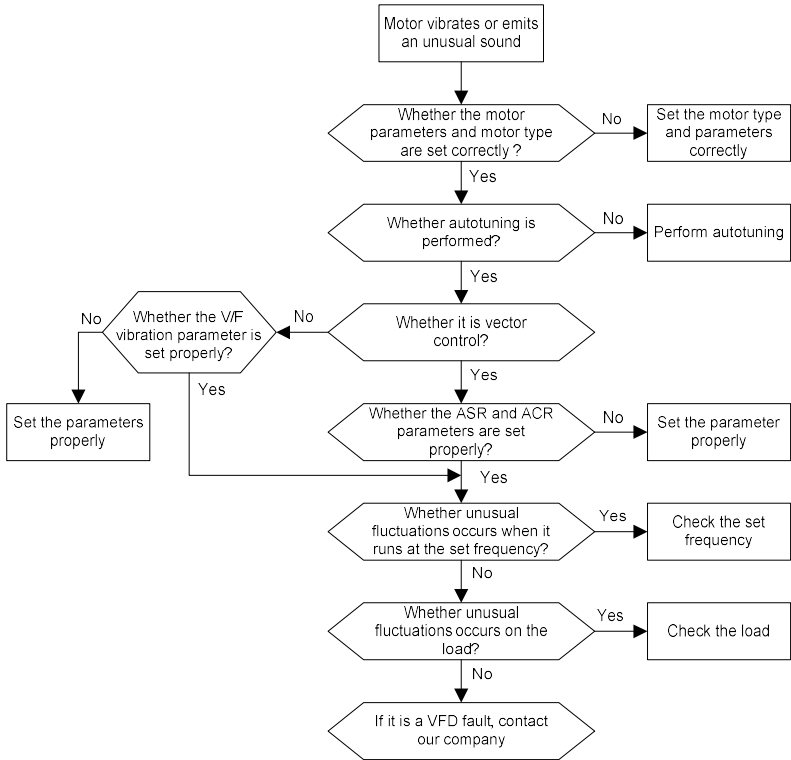 Motor vibrates or emits
an unusual sound
Whether the motor
parameters and motor type
are set correctly ?
No
Set the motor type
and parameters
correctly
Yes
Whether autotuning is
performed?
No
Perform autotuning
Yes
Whether it is vector
control?
No
Whether the V/F
vibration parameter is
set properly?
No
Set the parameters
properly
Yes
Yes
Whether the ASR and ACR
parameters are set
properly?
No
Set the parameter
properly
Yes
Whether unusual
fluctuations occurs when it
runs at the set frequency?
Yes
Check the set
frequency
No
Whether unusual
fluctuations occurs on the
load?
Yes
Check the load
No
If it is a VFD fault, contact
our company